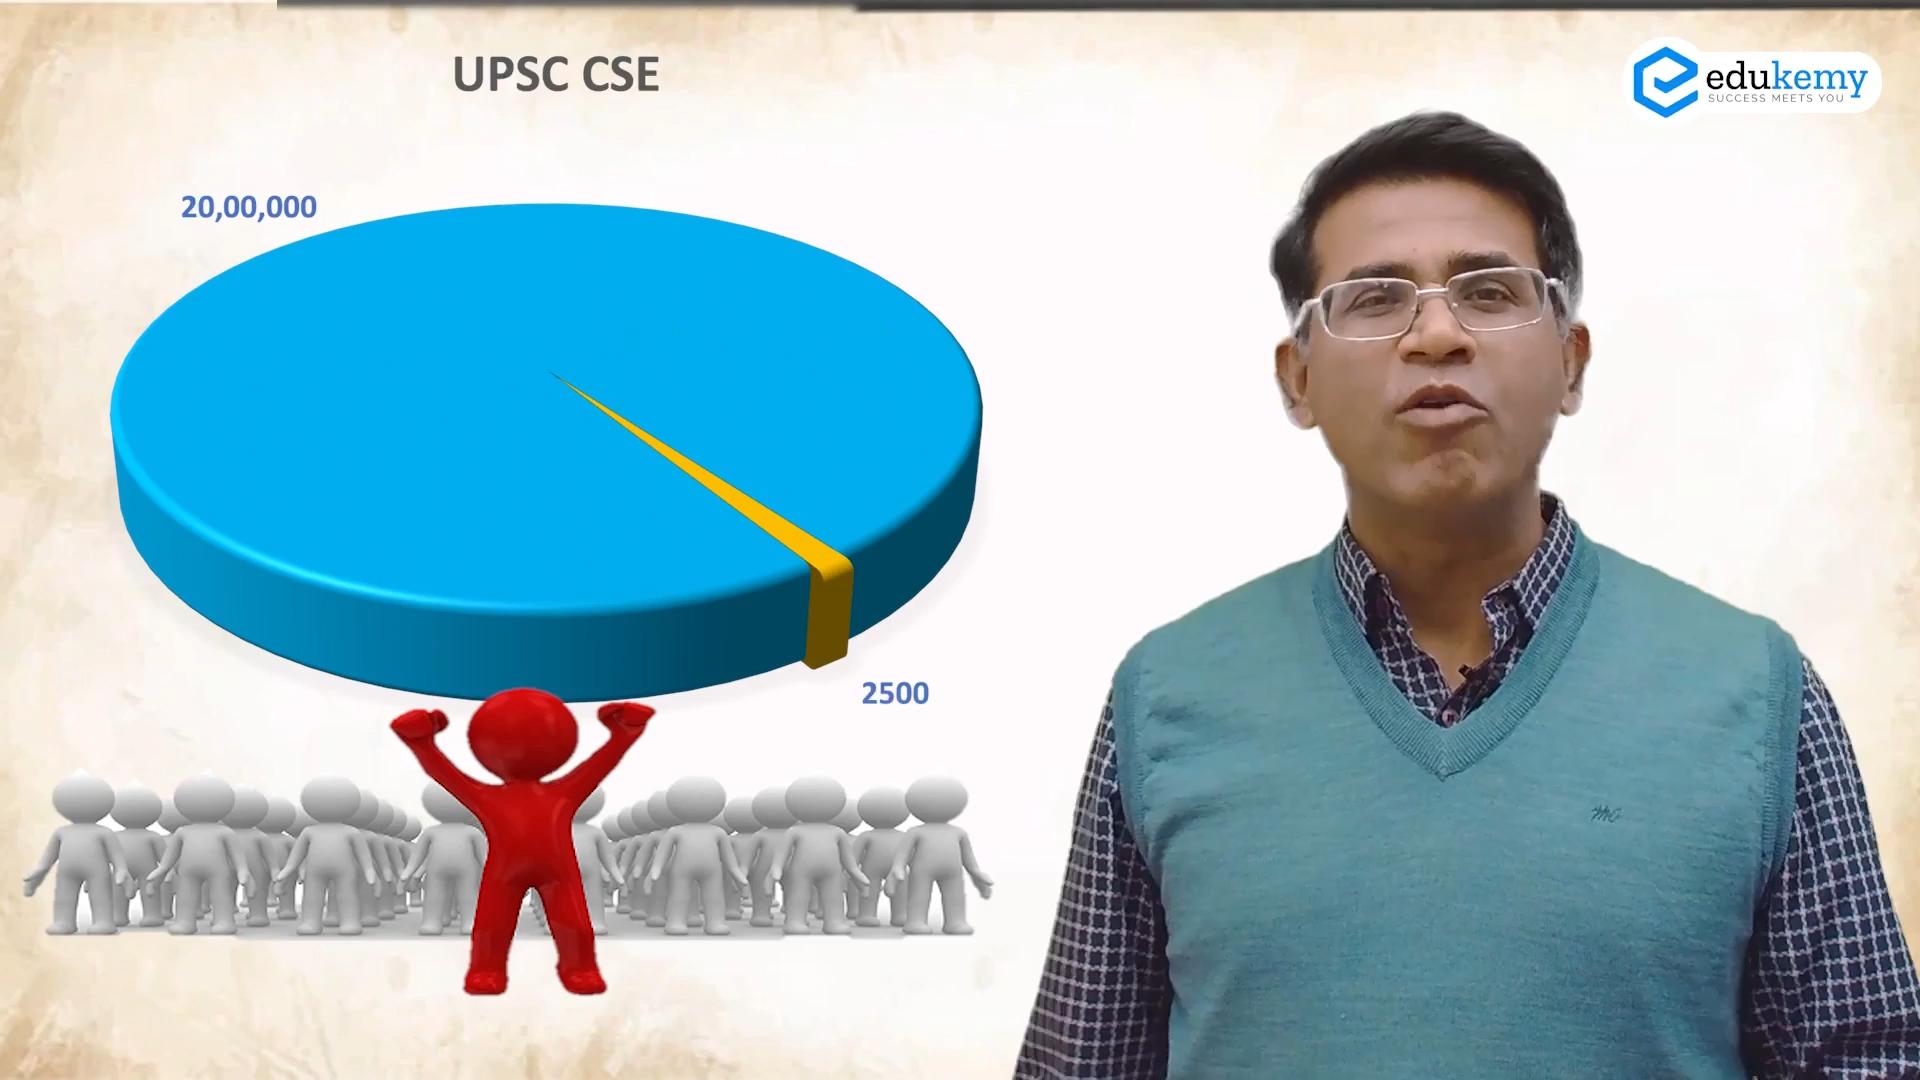 UPSC CSE
edukemy
SUCCESS MEETS YOU
20,00,000
2500